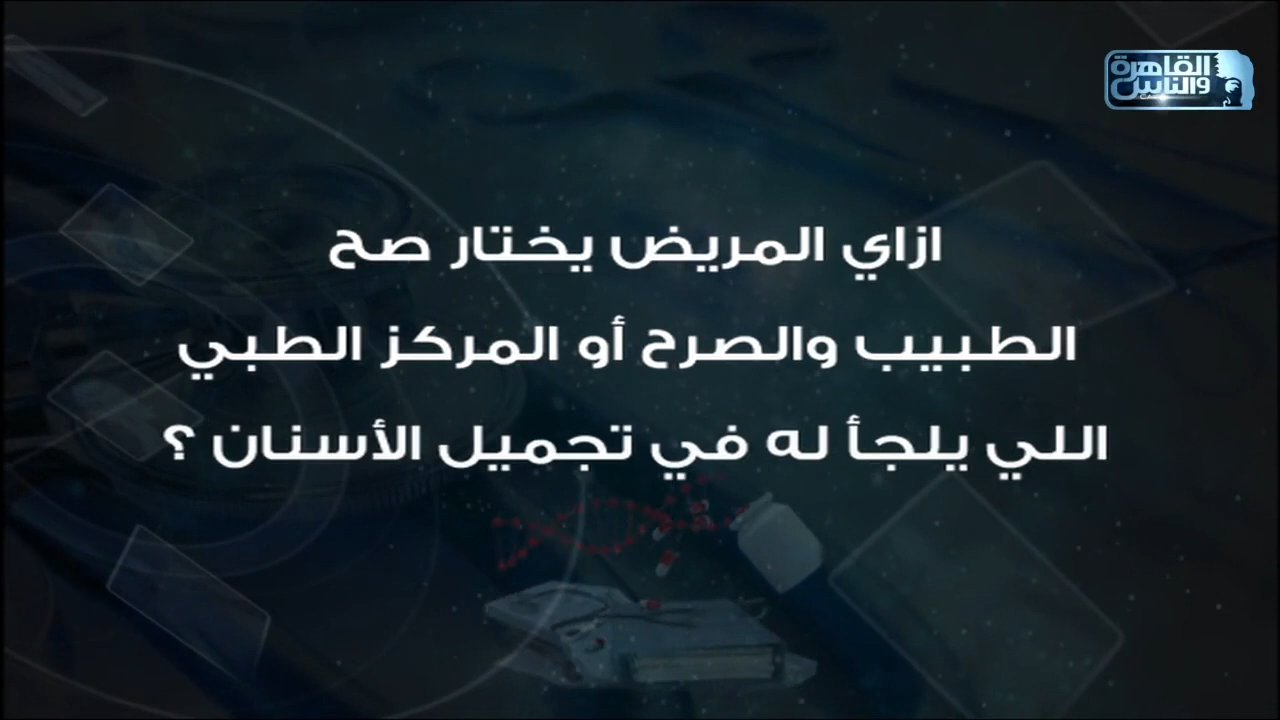 القاهرة
والناس
ازاي المريض يختار صح
الطبيب والصرح أو المركز الطبي
اللي يلجأ له في تجميل الأسنان ؟